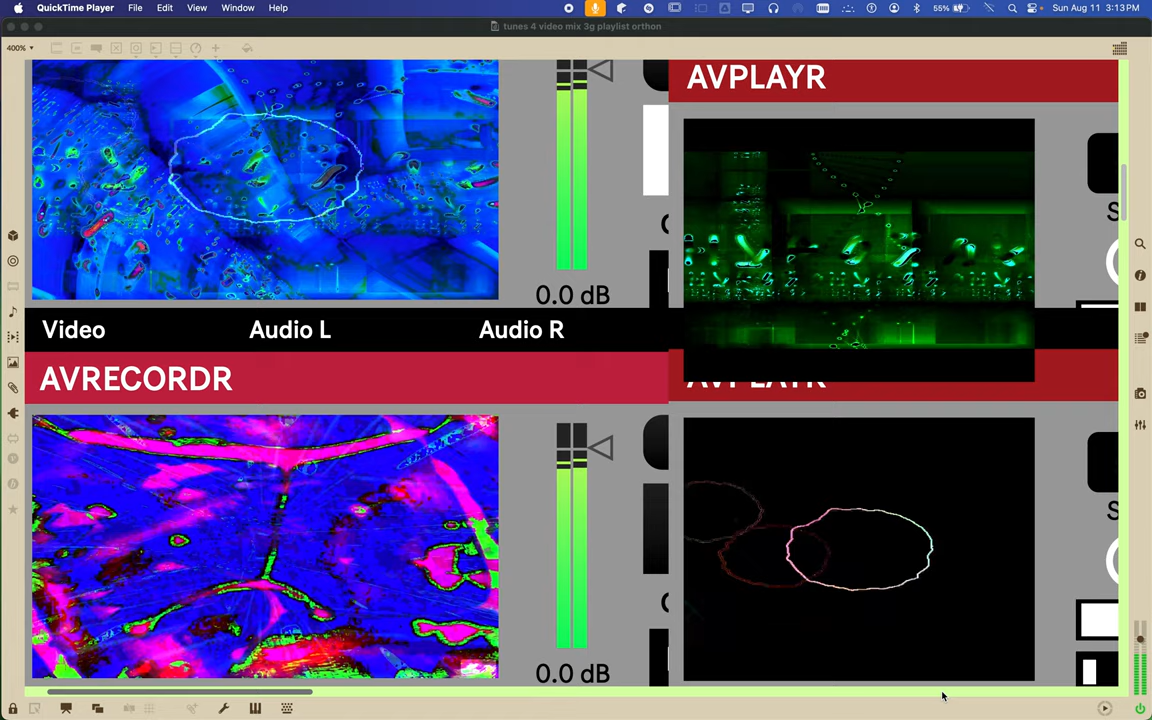 QuickTime Player File Edit View Window Help 55% Sun Aug 11 3:13 PM
tunes 4 video mix 3g playlist orthon
400%
AVPLAYR
0.0 dB
Video Audio L Audio R
AVRECORDR
AVPLAYR
0.0 dB